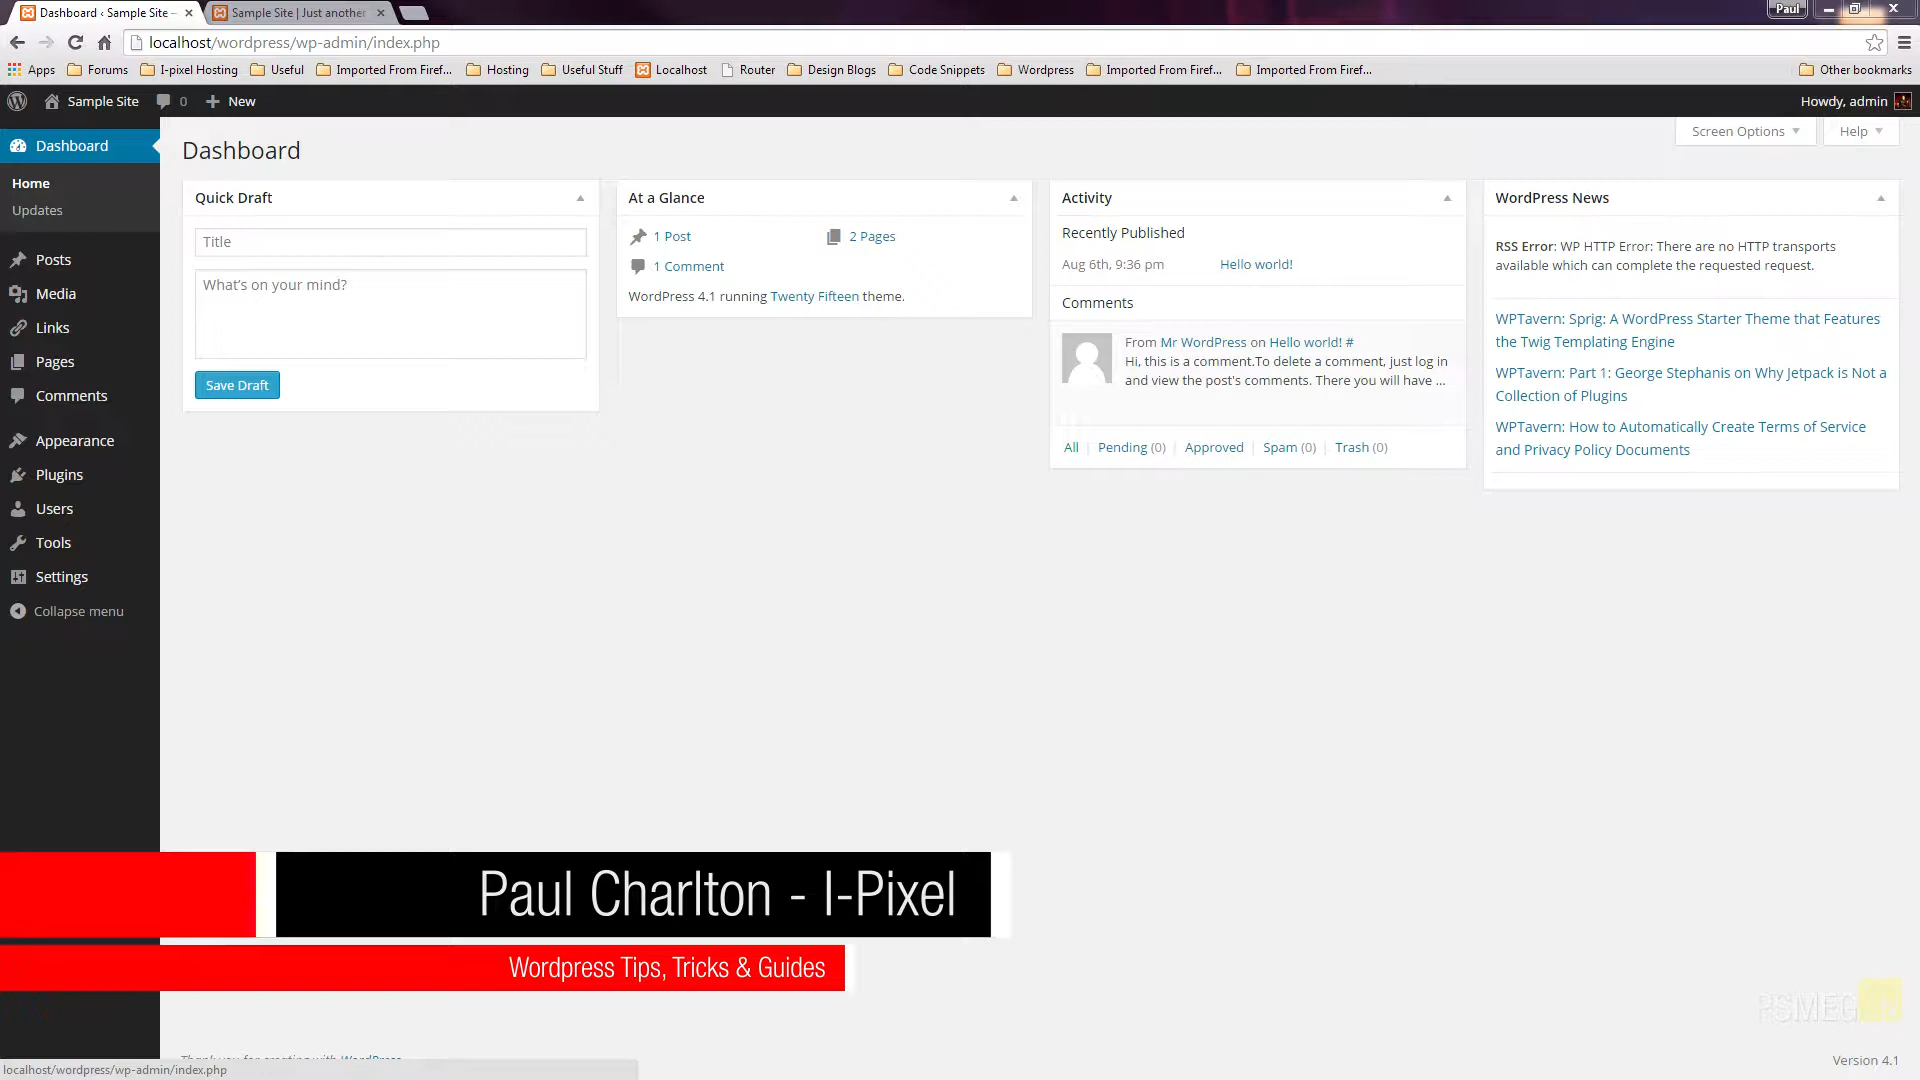 Dashboard ‹ Sample Site –
Sample Site | Just another
Paul
localhost/wordpress/wp-admin/index.php
Apps Forums I-pixel Hosting Useful Imported From Firef... Hosting Useful Stuff Localhost Router Design Blogs Code Snippets Wordpress Imported From Firef... Imported From Firef... Other bookmarks
Sample Site 0 New Howdy, admin
Screen Options Help
Dashboard
Home
Updates
Posts
Media
Links
Pages
Comments
Appearance
Plugins
Users
Tools
Settings
Collapse menu
Dashboard
Quick Draft
Title
What's on your mind?
Save Draft
At a Glance
1 Post 2 Pages
1 Comment
WordPress 4.1 running Twenty Fifteen theme.
Activity
Recently Published
Aug 6th, 9:36 pm Hello world!
Comments
From Mr WordPress on Hello world! #
Hi, this is a comment.To delete a comment, just log in
and view the post's comments. There you will have ...
All | Pending (0) | Approved | Spam (0) | Trash (0)
WordPress News
RSS Error: WP HTTP Error: There are no HTTP transports
available which can complete the requested request.
WPTavern: Sprig: A WordPress Starter Theme that Features
the Twig Templating Engine
WPTavern: Part 1: George Stephanis on Why Jetpack is Not a
Collection of Plugins
WPTavern: How to Automatically Create Terms of Service
and Privacy Policy Documents
Paul Charlton - I-Pixel
Wordpress Tips, Tricks & Guides
Thank you for creating with WordPress
Version 4.1
localhost/wordpress/wp-admin/index.php